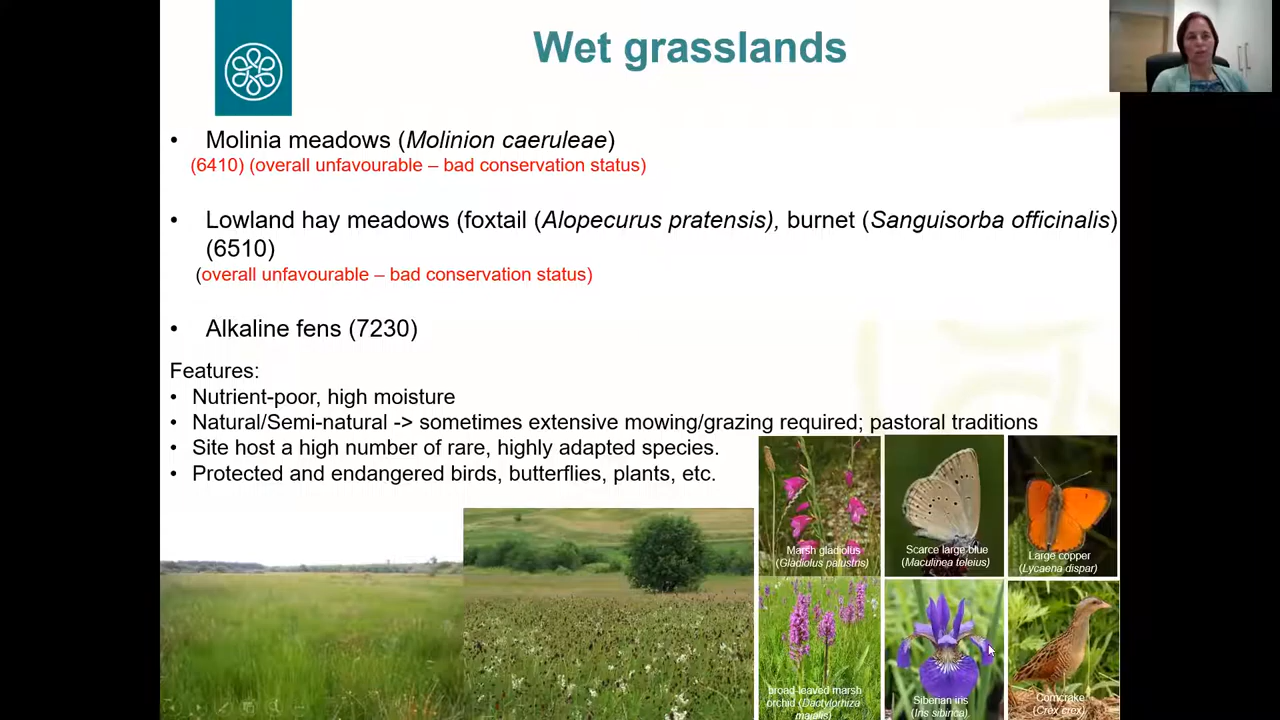 Wet grasslands
• Molinia meadows (Molinion caeruleae)
(6410) (overall unfavourable – bad conservation status)
• Lowland hay meadows (foxtail (Alopecurus pratensis), burnet (Sanguisorba officinalis)
(6510)
(overall unfavourable – bad conservation status)
• Alkaline fens (7230)
Features:
• Nutrient-poor, high moisture
• Natural/Semi-natural -> sometimes extensive mowing/grazing required; pastoral traditions
• Site host a high number of rare, highly adapted species.
• Protected and endangered birds, butterflies, plants, etc.
Marsh gladiolus
(Gladiolus palustris)
Scarce large blue
(Maculinea teleius)
Large copper
(Lycaena dispar)
broad-leaved marsh
orchid (Dactylorhiza
majalis)
Siberian iris
(Iris sibirica)
Corncrake
(Crex crex)